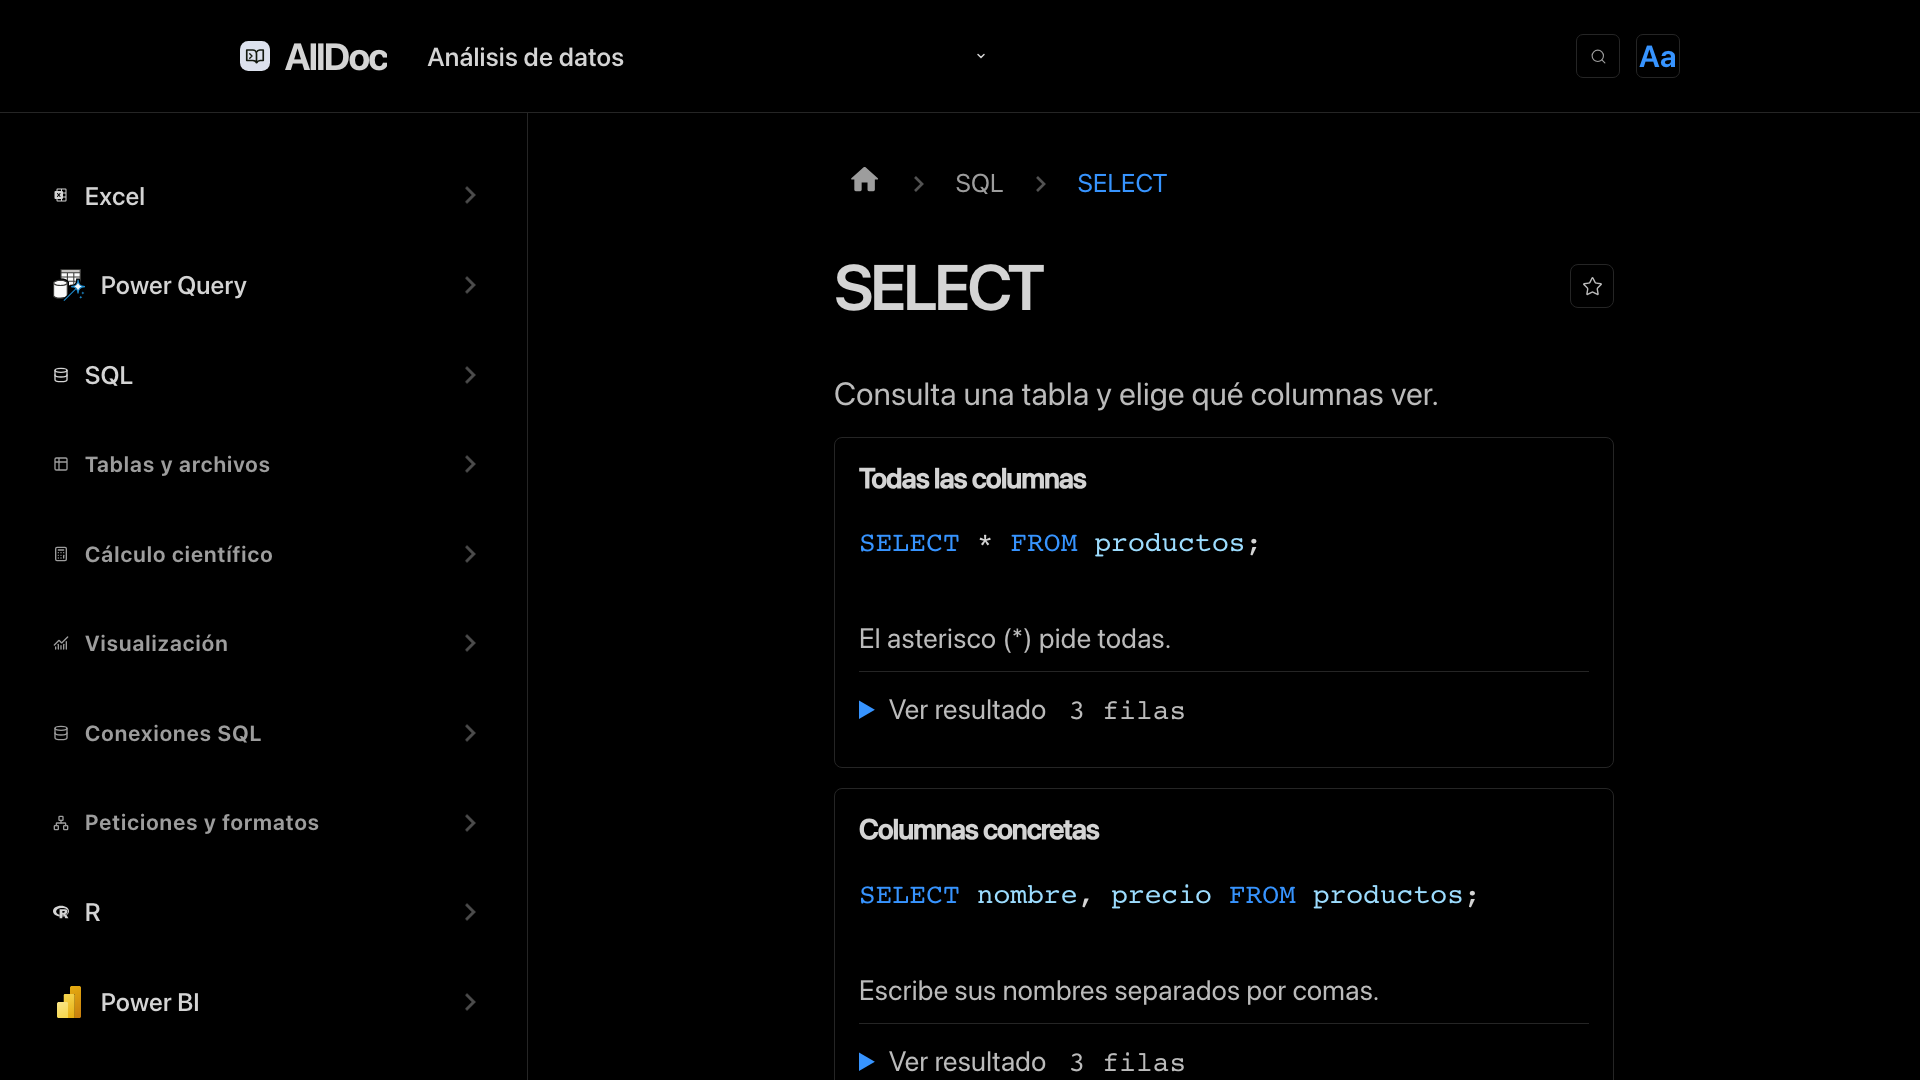 AllDoc
Análisis de datos
Aa
Excel
Power Query
SQL
Tablas y archivos
Cálculo científico
Visualización
Conexiones SQL
Peticiones y formatos
R
Power BI
SQL
SELECT
SELECT
Consulta una tabla y elige qué columnas ver.
Todas las columnas
SELECT * FROM productos;
El asterisco (*) pide todas.
Ver resultado 3 filas
Columnas concretas
SELECT nombre, precio FROM productos;
Escribe sus nombres separados por comas.
Ver resultado 3 filas